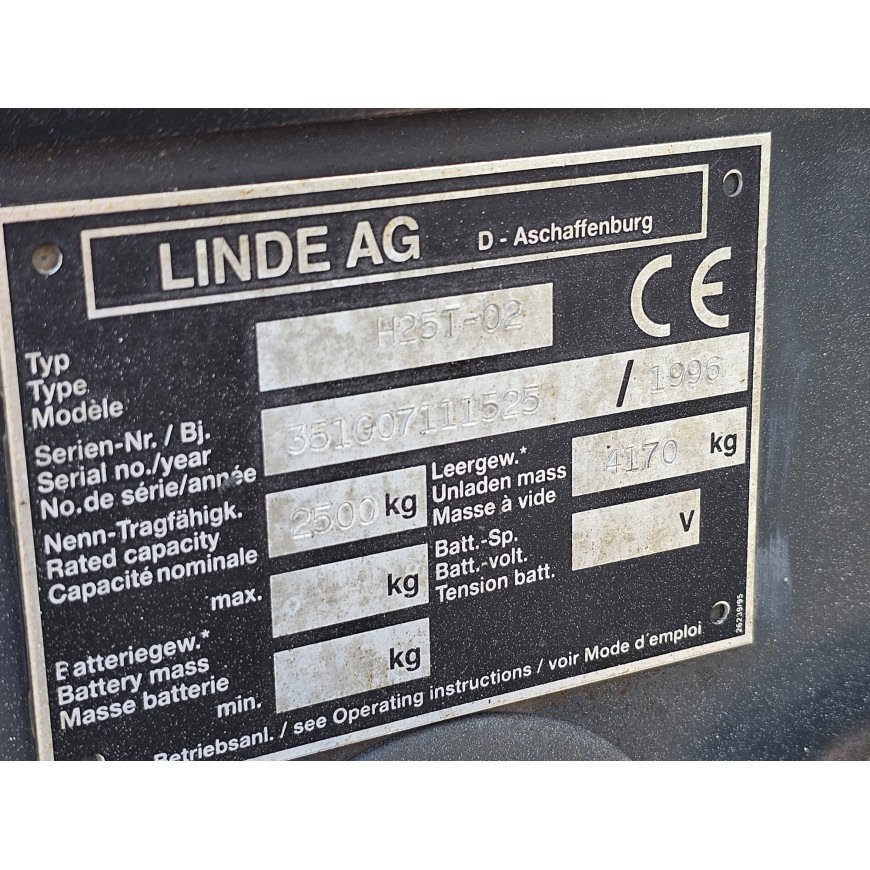 LINDE AG D - Aschaffenburg
CE
Typ
Type
Modèle
H25T-02
Serien-Nr. / Bj.
Serial no./year
No. de série/année
351G07111525 / 1996
Nenn-Tragfähigk.
Rated capacity
Capacité nominale
2500 kg
Leergew.*
Unladen mass
Masse à vide
4170 kg
Batt.-Sp.
Batt.-volt.
Tension batt.
V
max. kg
Batteriegew.*
Battery mass
Masse batterie
min. kg
Betriebsanl. / see Operating instructions / voir Mode d'emploi
26239/95